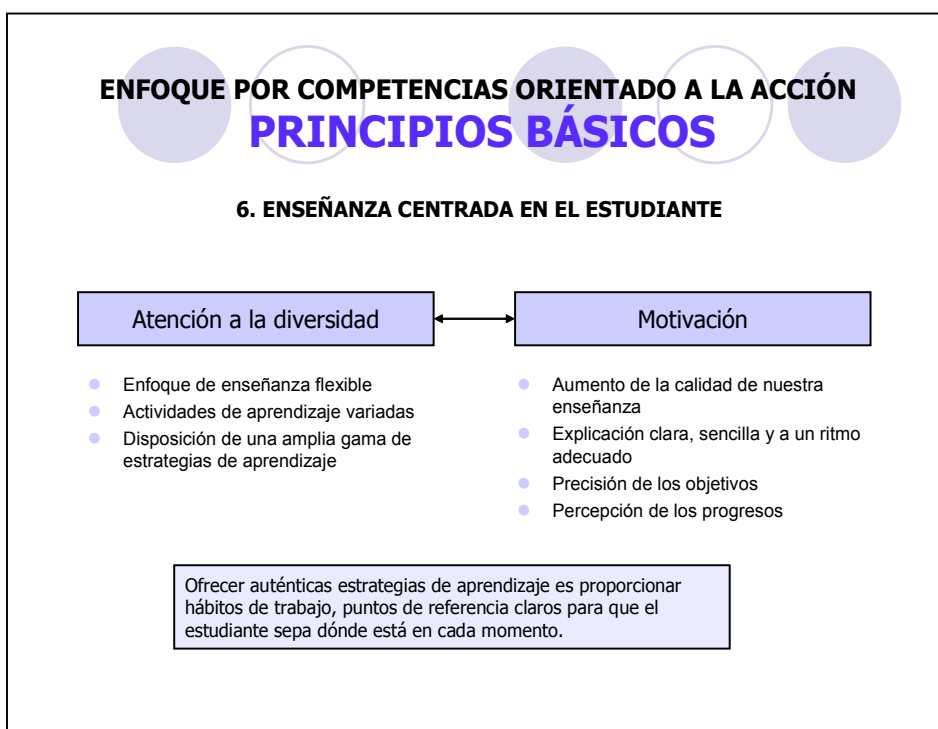 ENFOQUE POR COMPETENCIAS ORIENTADO A LA ACCIÓN
PRINCIPIOS BÁSICOS
6. ENSEÑANZA CENTRADA EN EL ESTUDIANTE
Atención a la diversidad
Enfoque de enseñanza flexible
Actividades de aprendizaje variadas
Disposición de una amplia gama de
estrategias de aprendizaje
Motivación
Aumento de la calidad de nuestra
enseñanza
Explicación clara, sencilla y a un ritmo
adecuado
Precisión de los objetivos
Percepción de los progresos
Ofrecer auténticas estrategias de aprendizaje es proporcionar
hábitos de trabajo, puntos de referencia claros para que el
estudiante sepa dónde está en cada momento.